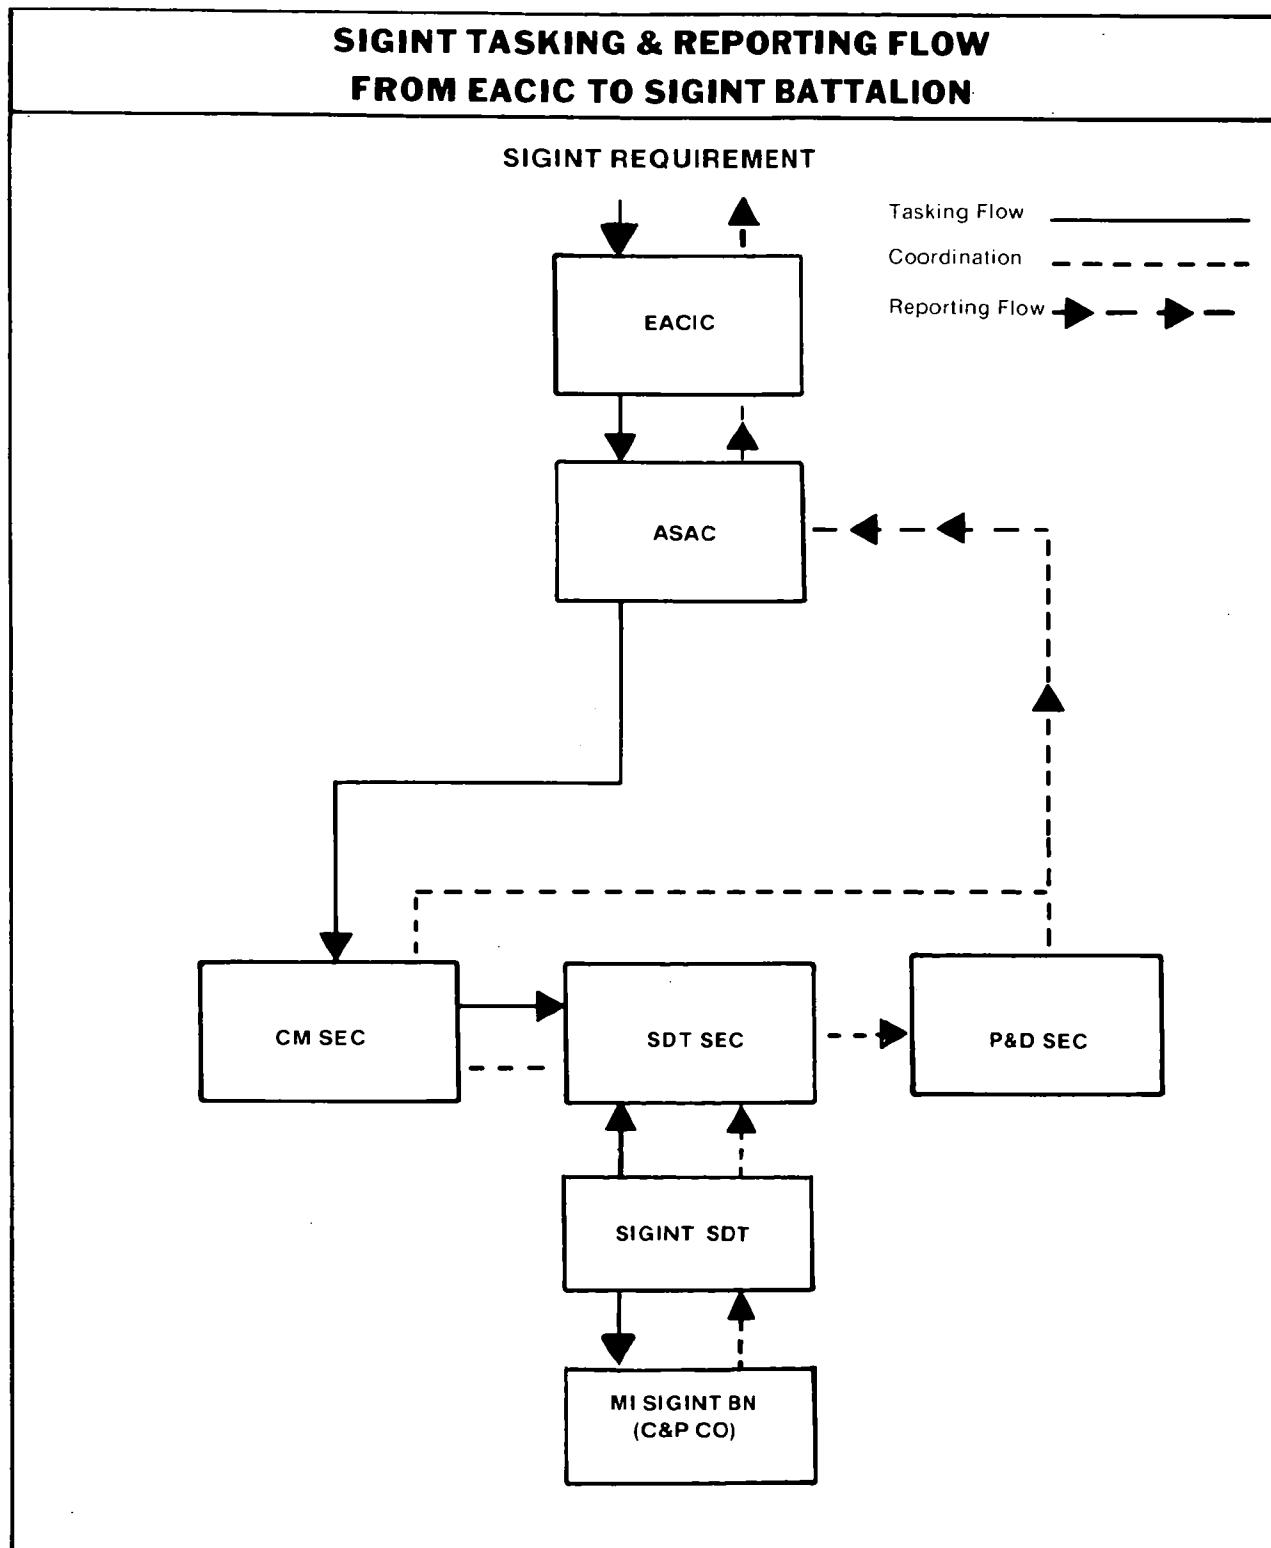 SIGINT TASKING & REPORTING FLOW
FROM EACIC TO SIGINT BATTALION
SIGINT REQUIREMENT
Tasking Flow
Coordination
Reporting Flow
EACIC
ASAC
CM SEC
SDT SEC
P&D SEC
SIGINT SDT
MI SIGINT BN
(C&P CO)